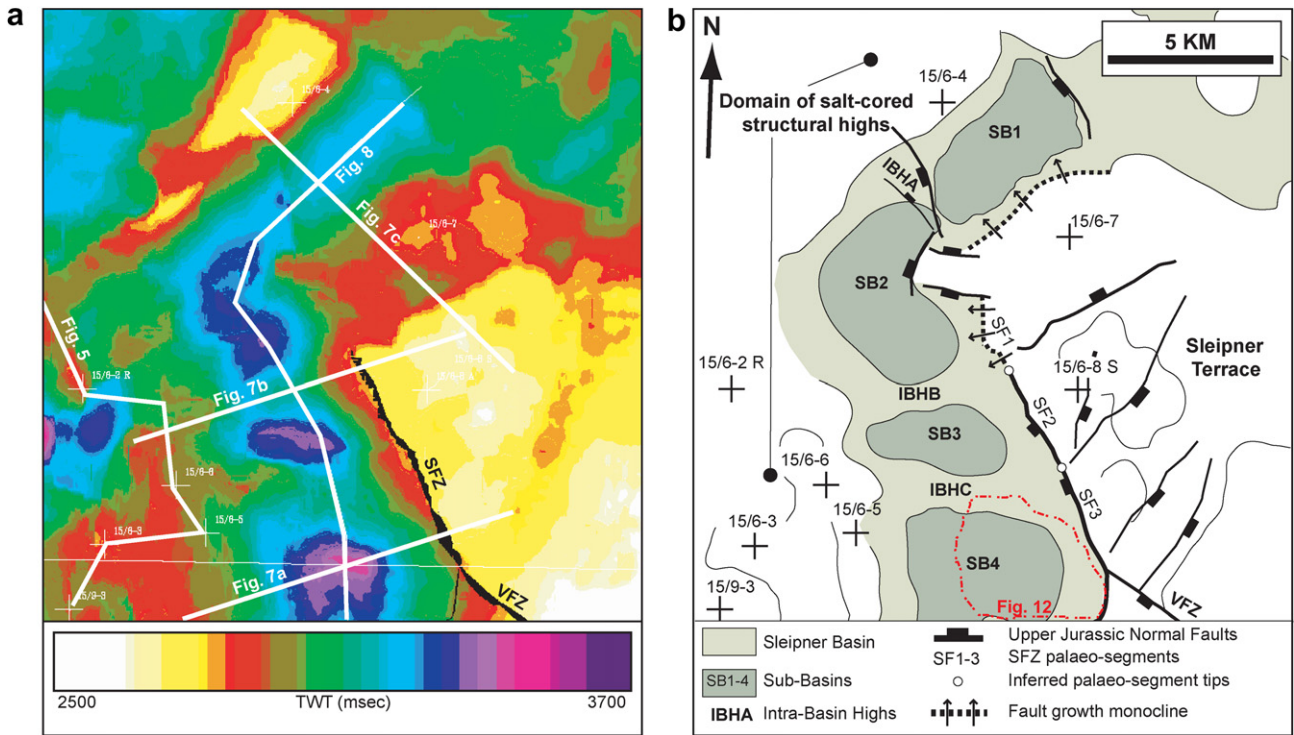 a
15/6-4
Fig. 8
Fig. 7c
15/6-7
Fig. 5
15/6-2 R
Fig. 7b
SFZ
15/6-6
15/6-5
15/6-3
Fig. 7a
15/9-3
VFZ
2500
TWT (msec)
3700
b
N
5 KM
15/6-4
Domain of salt-cored
structural highs
SB1
IBHA
15/6-7
SB2
SF1
Sleipner
Terrace
15/6-2 R
15/6-8 S
IBHB
SF2
SB3
15/6-6
IBHC
SF3
15/6-5
15/6-3
SB4
15/9-3
Fig. 12
VFZ
Sleipner Basin
SB1-4
Sub-Basins
IBHA
Intra-Basin Highs
Upper Jurassic Normal Faults
SF1-3
SFZ palaeo-segments
Inferred palaeo-segment tips
Fault growth monocline